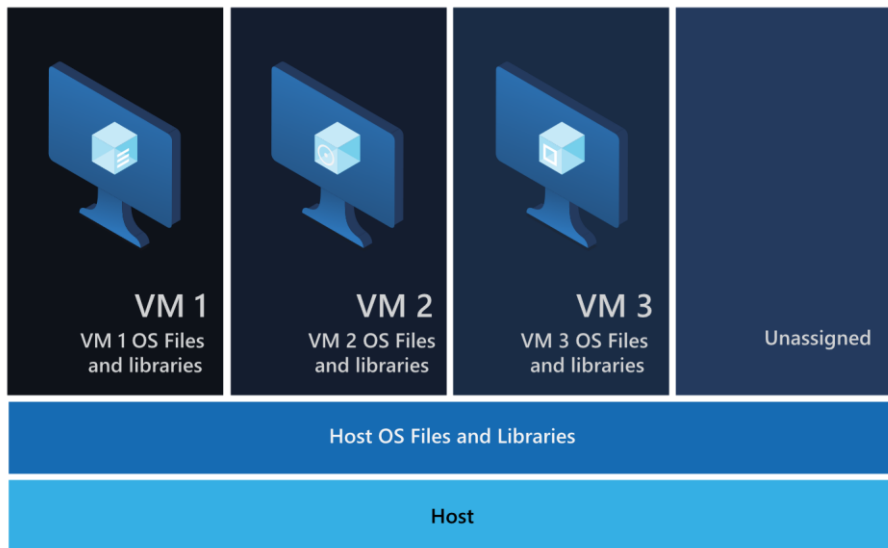 VM 1
VM 1 OS Files
and libraries
VM 2
VM 2 OS Files
and libraries
VM 3
VM 3 OS Files
and libraries
Unassigned
Host OS Files and Libraries
Host